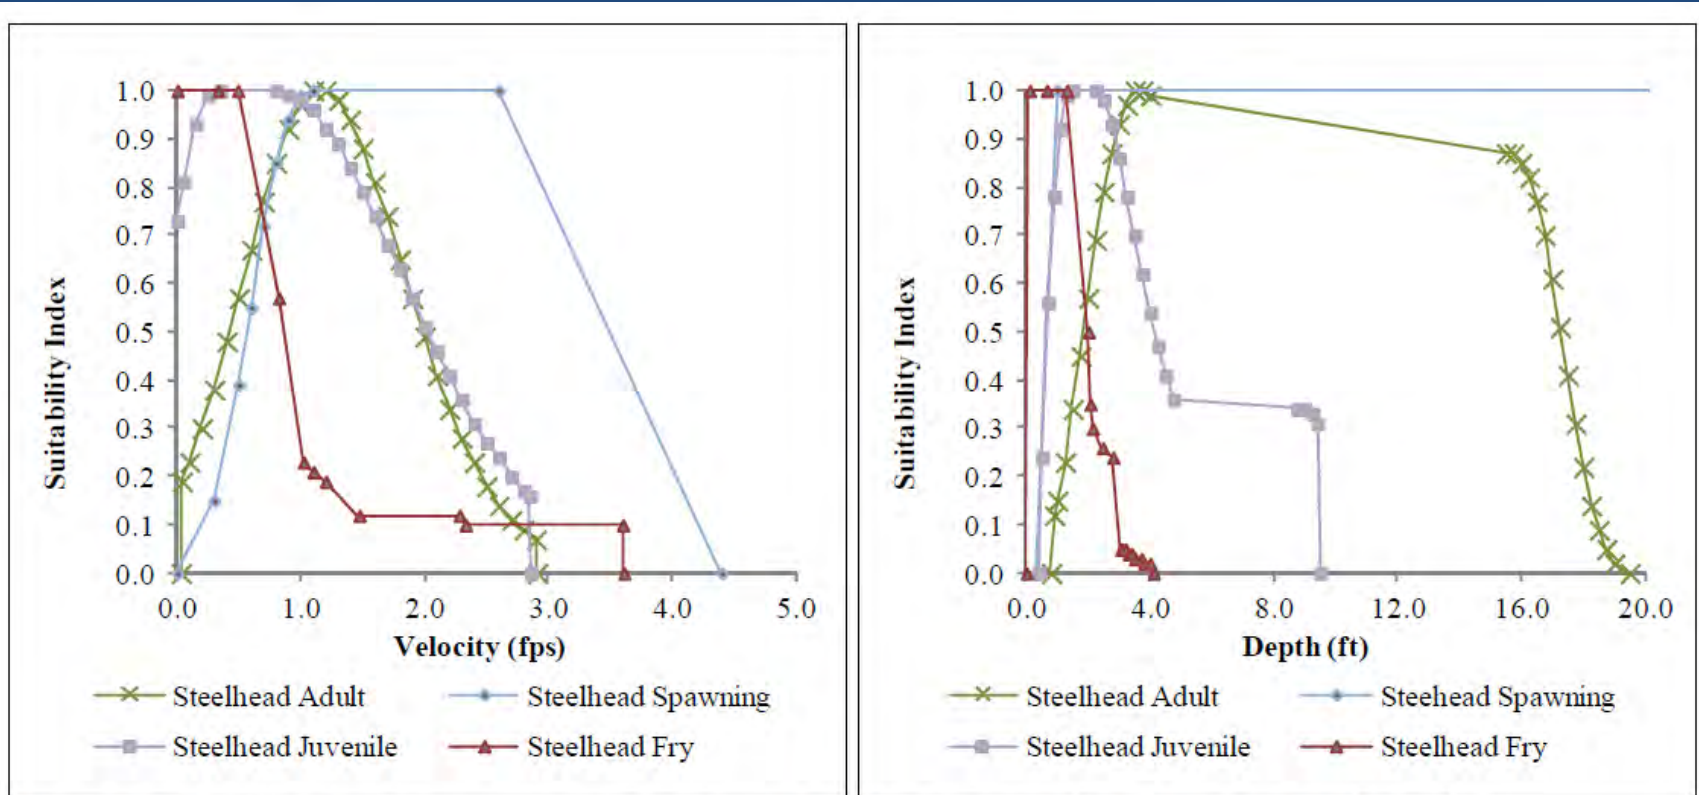 1.0
0.9
0.8
0.7
0.6
0.5
0.4
0.3
0.2
0.1
0.0
Suitability Index
0.0 1.0 2.0 3.0 4.0 5.0
Velocity (fps)
Steelhead Adult Steelhead Spawning
Steelhead Juvenile Steelhead Fry
1.0
0.9
0.8
0.7
0.6
0.5
0.4
0.3
0.2
0.1
0.0
Suitability Index
0.0 4.0 8.0 12.0 16.0 20.0
Depth (ft)
Steelhead Adult Steehead Spawning
Steelhead Juvenile Steelhead Fry